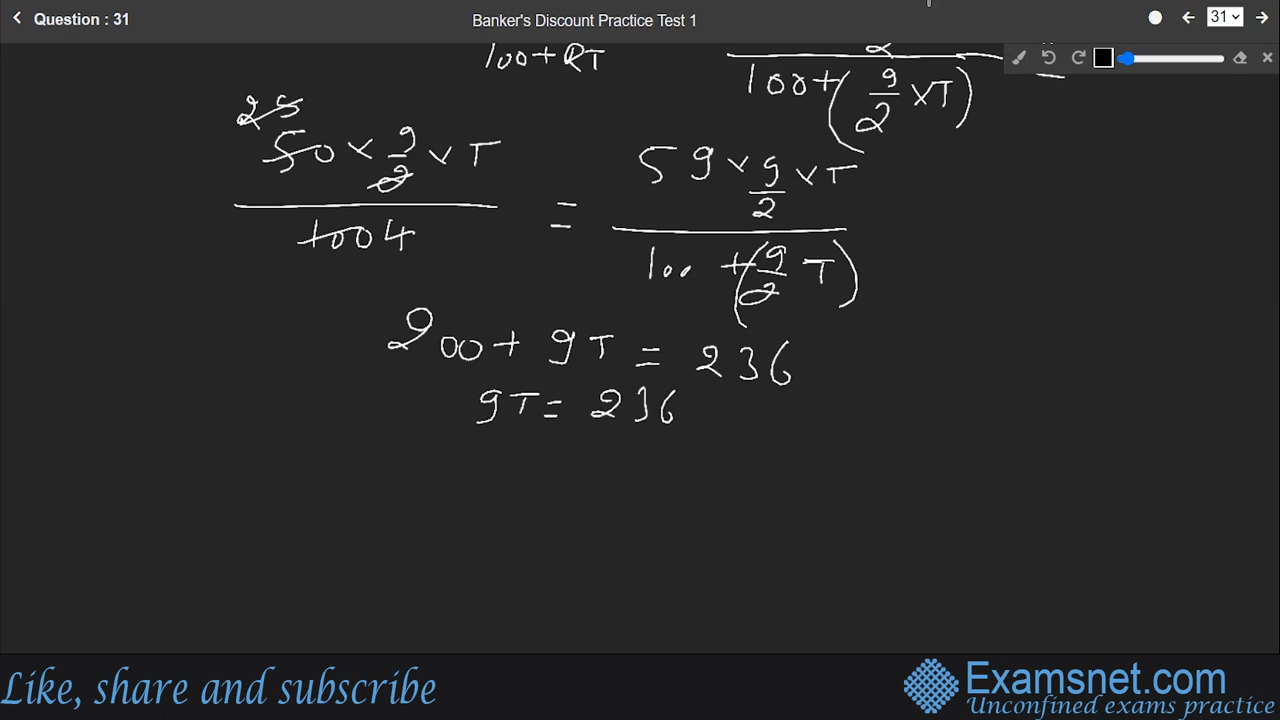 Question : 31
Banker's Discount Practice Test 1
31
100+RT
2
100+(9/2 ×T)
25
50 × 9/2 × T
1004
=
59 × 9/2 × T
100 + (9/2 T)
200 + 9T = 236
9T = 236
Like, share and subscribe
Examsnet.com
Unconfined exams practice